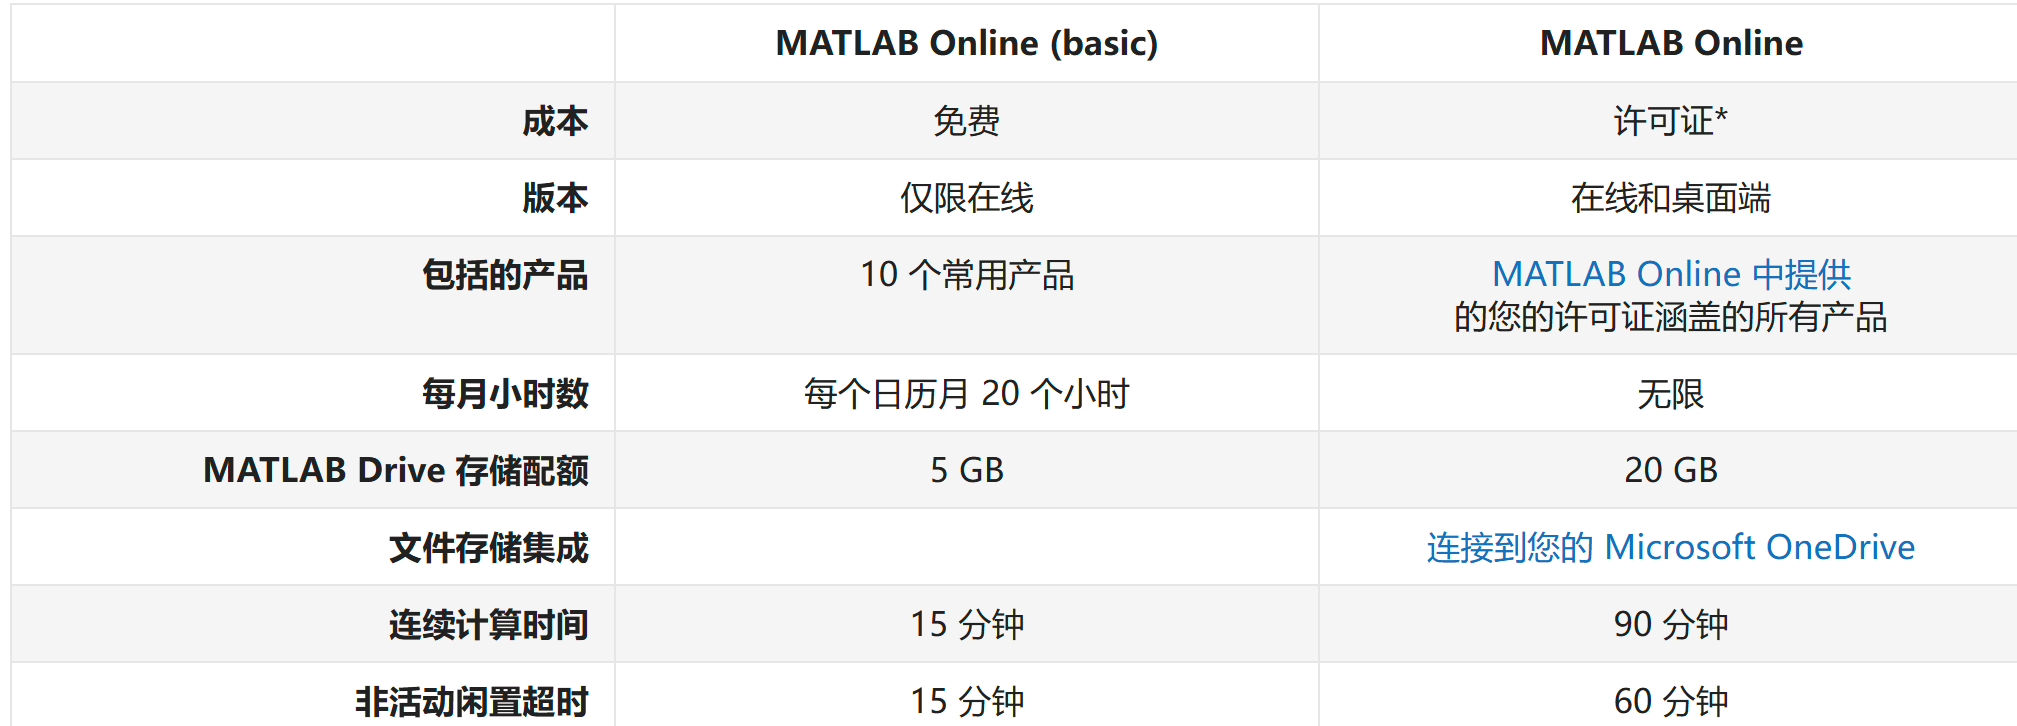 MATLAB Online (basic) MATLAB Online
成本 免费 许可证*
版本 仅限在线 在线和桌面端
包括的产品 10 个常用产品 MATLAB Online 中提供
的您的许可证涵盖的所有产品
每月小时数 每个日历月 20 个小时 无限
MATLAB Drive 存储配额 5 GB 20 GB
文件存储集成 连接到您的 Microsoft OneDrive
连续计算时间 15 分钟 90 分钟
非活动闲置超时 15 分钟 60 分钟